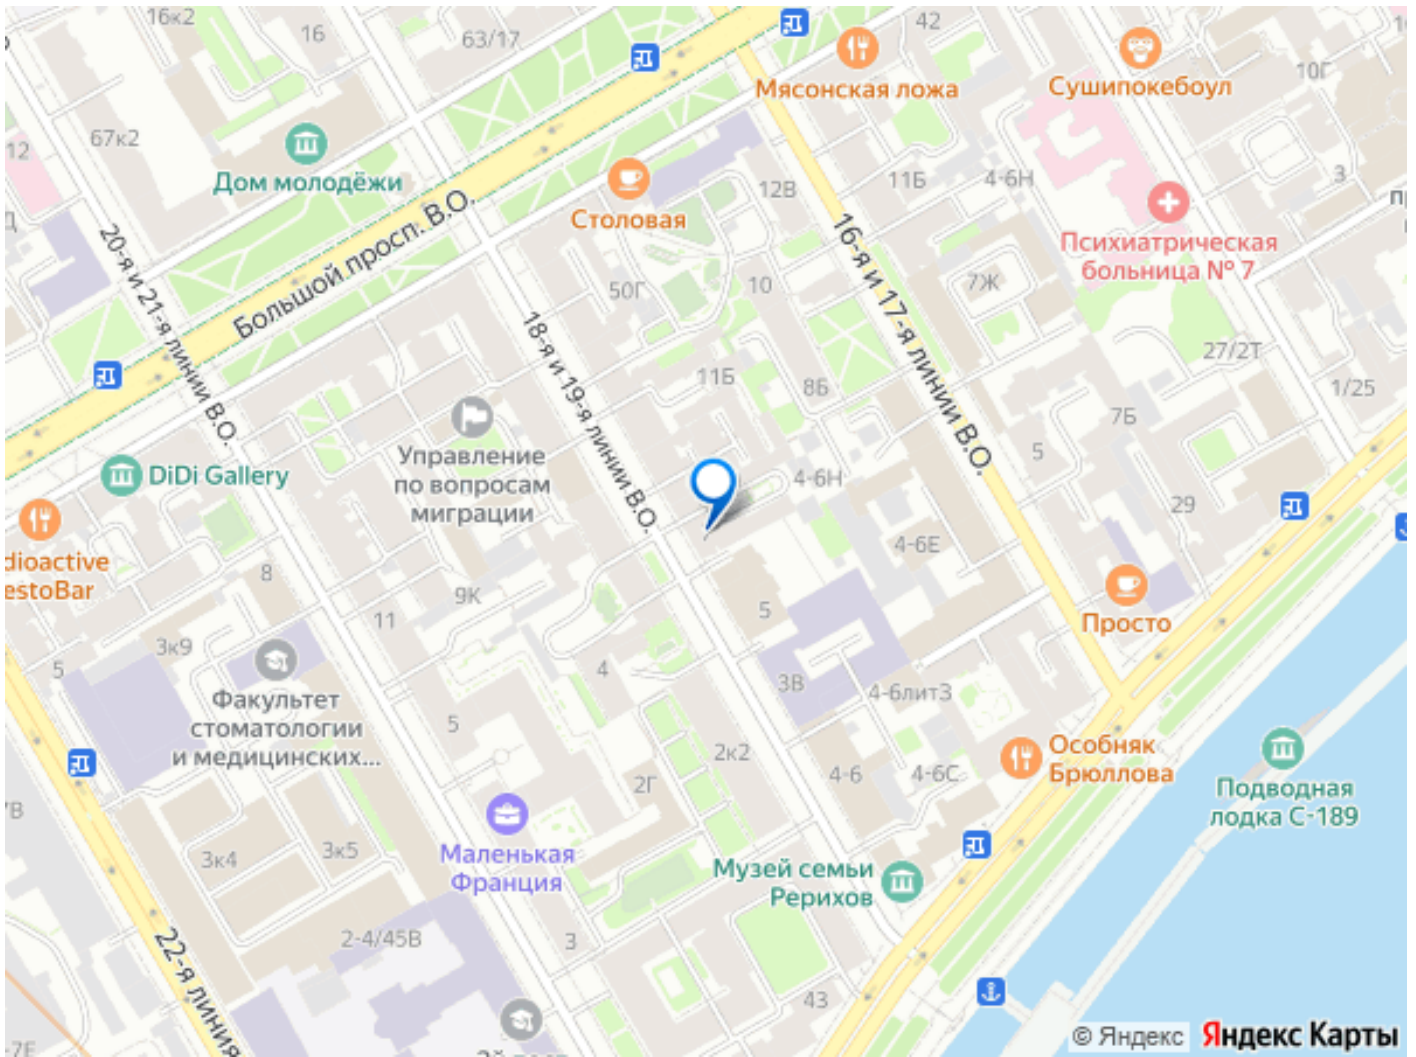 16к2
16
63/17
42
Мясонская ложа
Сушипокебоул
10Г
67к2
12
Дом молодёжи
Столовая
12В
11Б
4-6Н
3
Психиатрическая
больница № 7
20-я и 21-я линии В.О.
Большой просп. В.О.
16-я и 17-я линии В.О.
50Г
10
7Ж
18-я и 19-я линии В.О.
11Б
8Б
27/2Т
1/25
7Б
5
Управление
по вопросам
миграции
DiDi Gallery
4-6Н
29
dioactive
estoBar
8
9К
11
4-6Е
5
Просто
3к9
5
Факультет
стоматологии
и медицинских...
4
3В
4-6лит3
5
2к2
2Г
4-6
4-6С
Особняк
Брюллова
Подводная
лодка С-189
7В
3к4
3к5
Маленькая
Франция
Музей семьи
Рерихов
22-я линия
2-4/45В
3
43
7Е
© Яндекс
Яндекс Карты